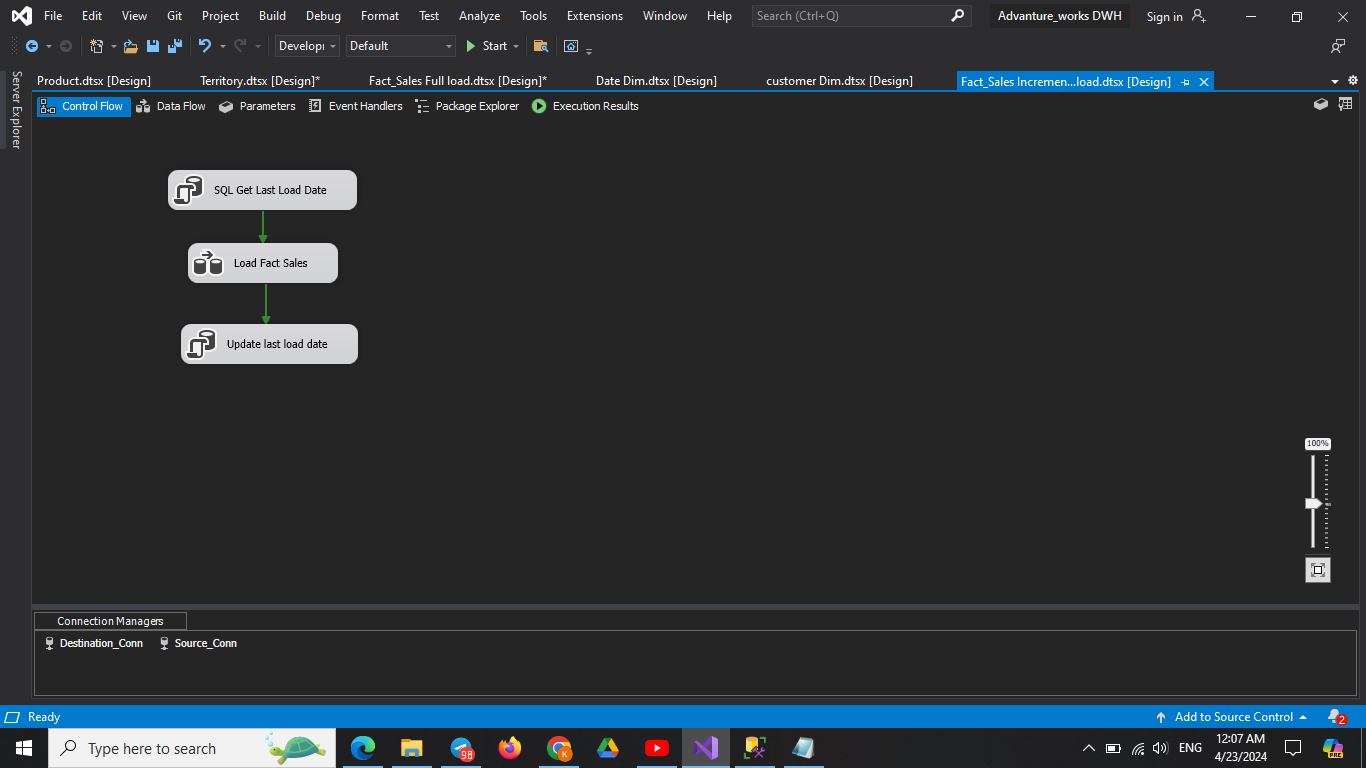 File Edit View Git Project Build Debug Format Test Analyze Tools Extensions Window Help Search (Ctrl+Q) Advanture_works DWH Sign in
Develop Default Start
Server Explorer
Product.dtsx [Design] Territory.dtsx [Design]* Fact_Sales Full load.dtsx [Design]* Date Dim.dtsx [Design] customer Dim.dtsx [Design] Fact_Sales Incremen...load.dtsx [Design]
Control Flow Data Flow Parameters Event Handlers Package Explorer Execution Results
SQL Get Last Load Date
Load Fact Sales
Update last load date
100%
Connection Managers
Destination_Conn Source_Conn
Ready Add to Source Control 2
Type here to search 98 K ENG 12:07 AM PRE
4/23/2024